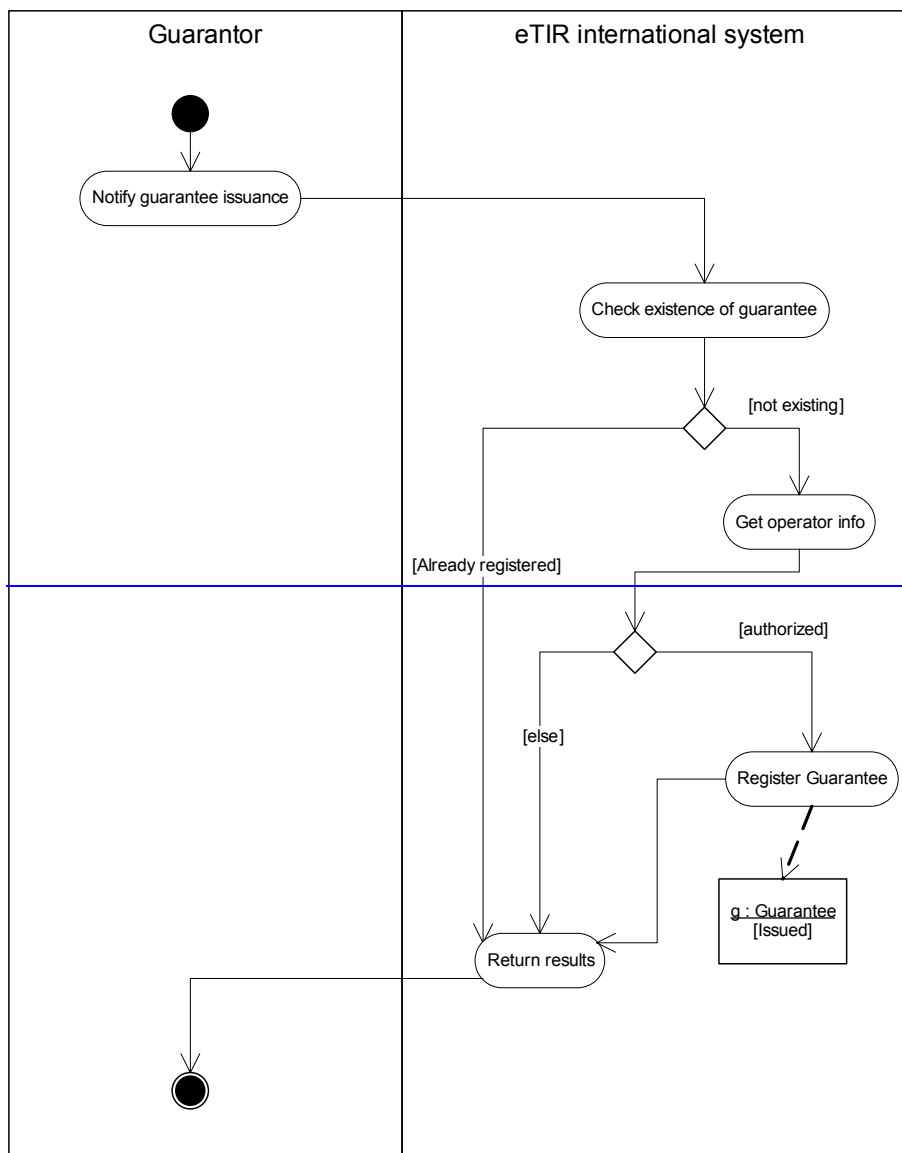 Guarantor
eTIR international system
Notify guarantee issuance
Check existence of guarantee
[not existing]
Get operator info
[Already registered]
[authorized]
[else]
Register Guarantee
g : Guarantee
[Issued]
Return results